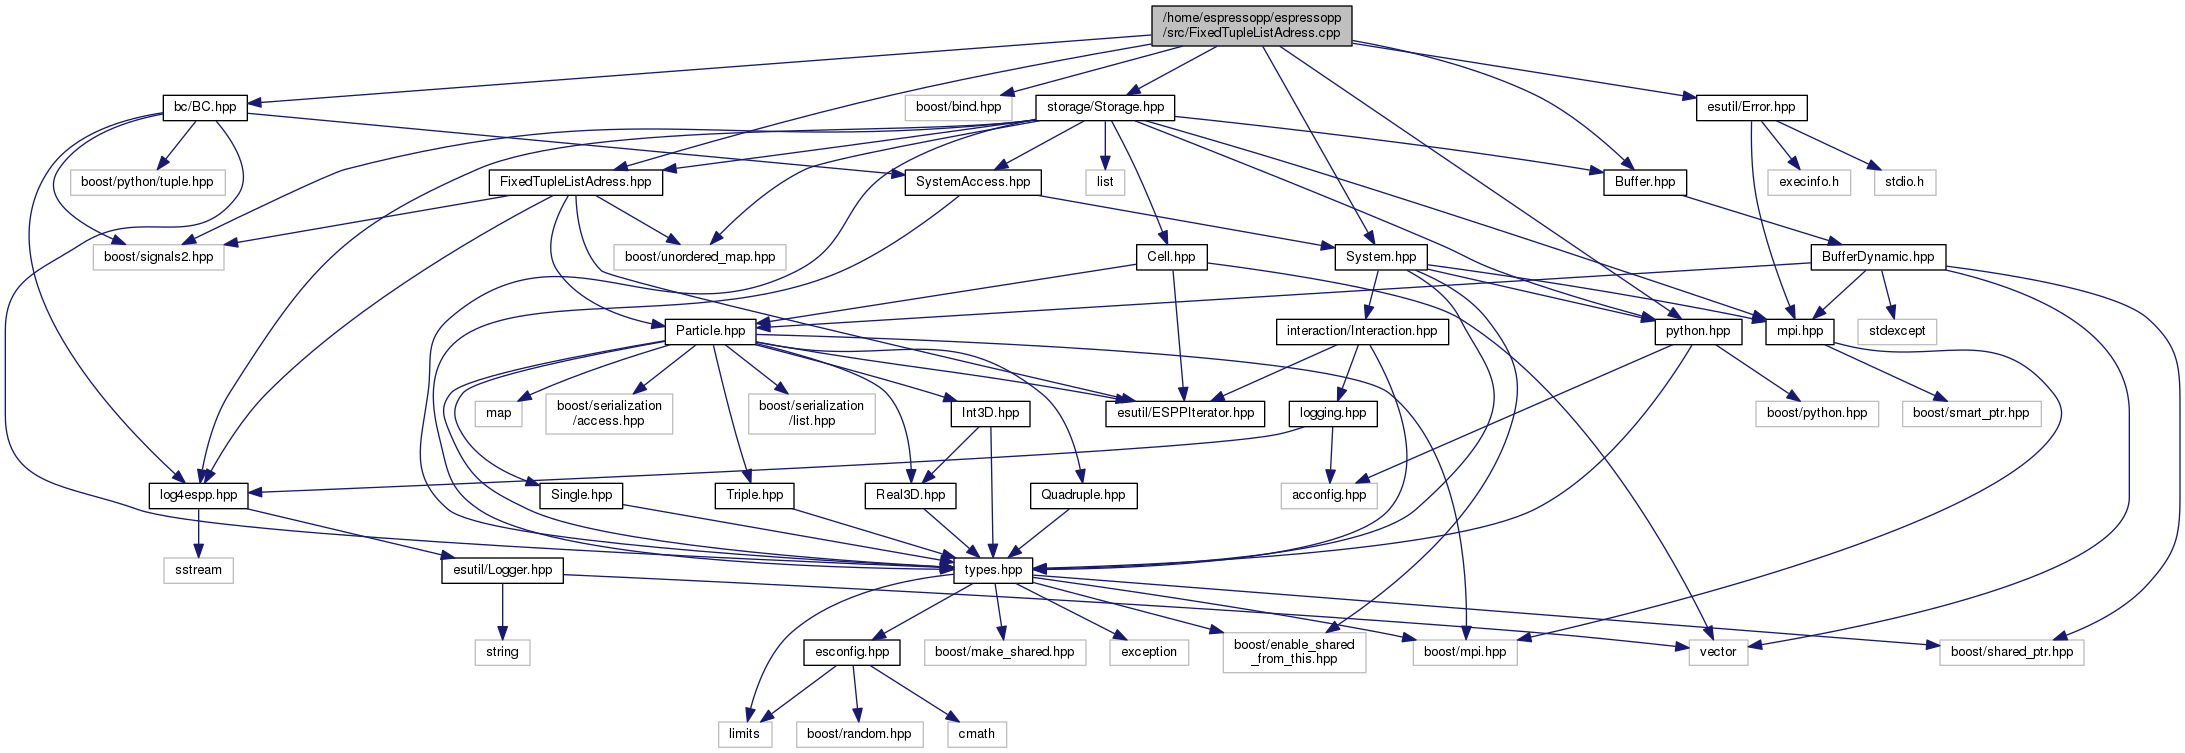 /home/espressopp/espressopp
/src/FixedTupleListAdress.cpp
bc/BC.hpp
boost/bind.hpp
storage/Storage.hpp
esutil/Error.hpp
boost/python/tuple.hpp
FixedTupleListAdress.hpp
SystemAccess.hpp
list
Buffer.hpp
execinfo.h
stdio.h
boost/signals2.hpp
boost/unordered_map.hpp
Cell.hpp
System.hpp
BufferDynamic.hpp
Particle.hpp
interaction/Interaction.hpp
python.hpp
mpi.hpp
stdexcept
map
boost/serialization
/access.hpp
boost/serialization
/list.hpp
Int3D.hpp
esutil/ESPPIterator.hpp
logging.hpp
boost/python.hpp
boost/smart_ptr.hpp
log4espp.hpp
Single.hpp
Triple.hpp
Real3D.hpp
Quadruple.hpp
acconfig.hpp
sstream
esutil/Logger.hpp
types.hpp
string
esconfig.hpp
boost/make_shared.hpp
exception
boost/enable_shared
_from_this.hpp
boost/mpi.hpp
vector
boost/shared_ptr.hpp
limits
boost/random.hpp
cmath